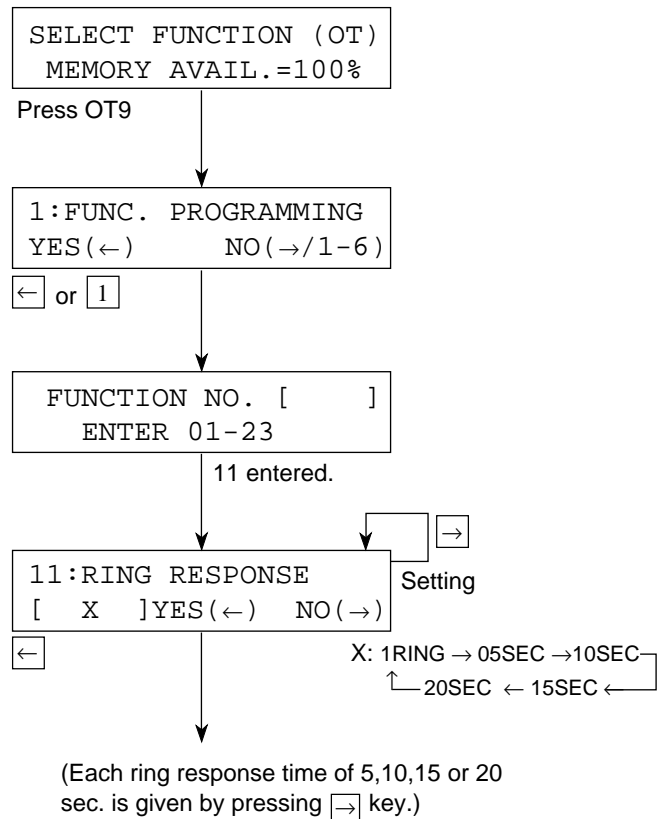 SELECT FUNCTION (OT)
MEMORY AVAIL.=100%
Press OT9
1:FUNC. PROGRAMMING
YES(←) NO(→/1-6)
← or 1
FUNCTION NO. [ ]
ENTER 01-23
11 entered.
→
11:RING RESPONSE
Setting
[ X ]YES(←) NO(→)
←
X: 1RING → 05SEC →10SEC
20SEC ← 15SEC ←
(Each ring response time of 5,10,15 or 20
sec. is given by pressing → key.)